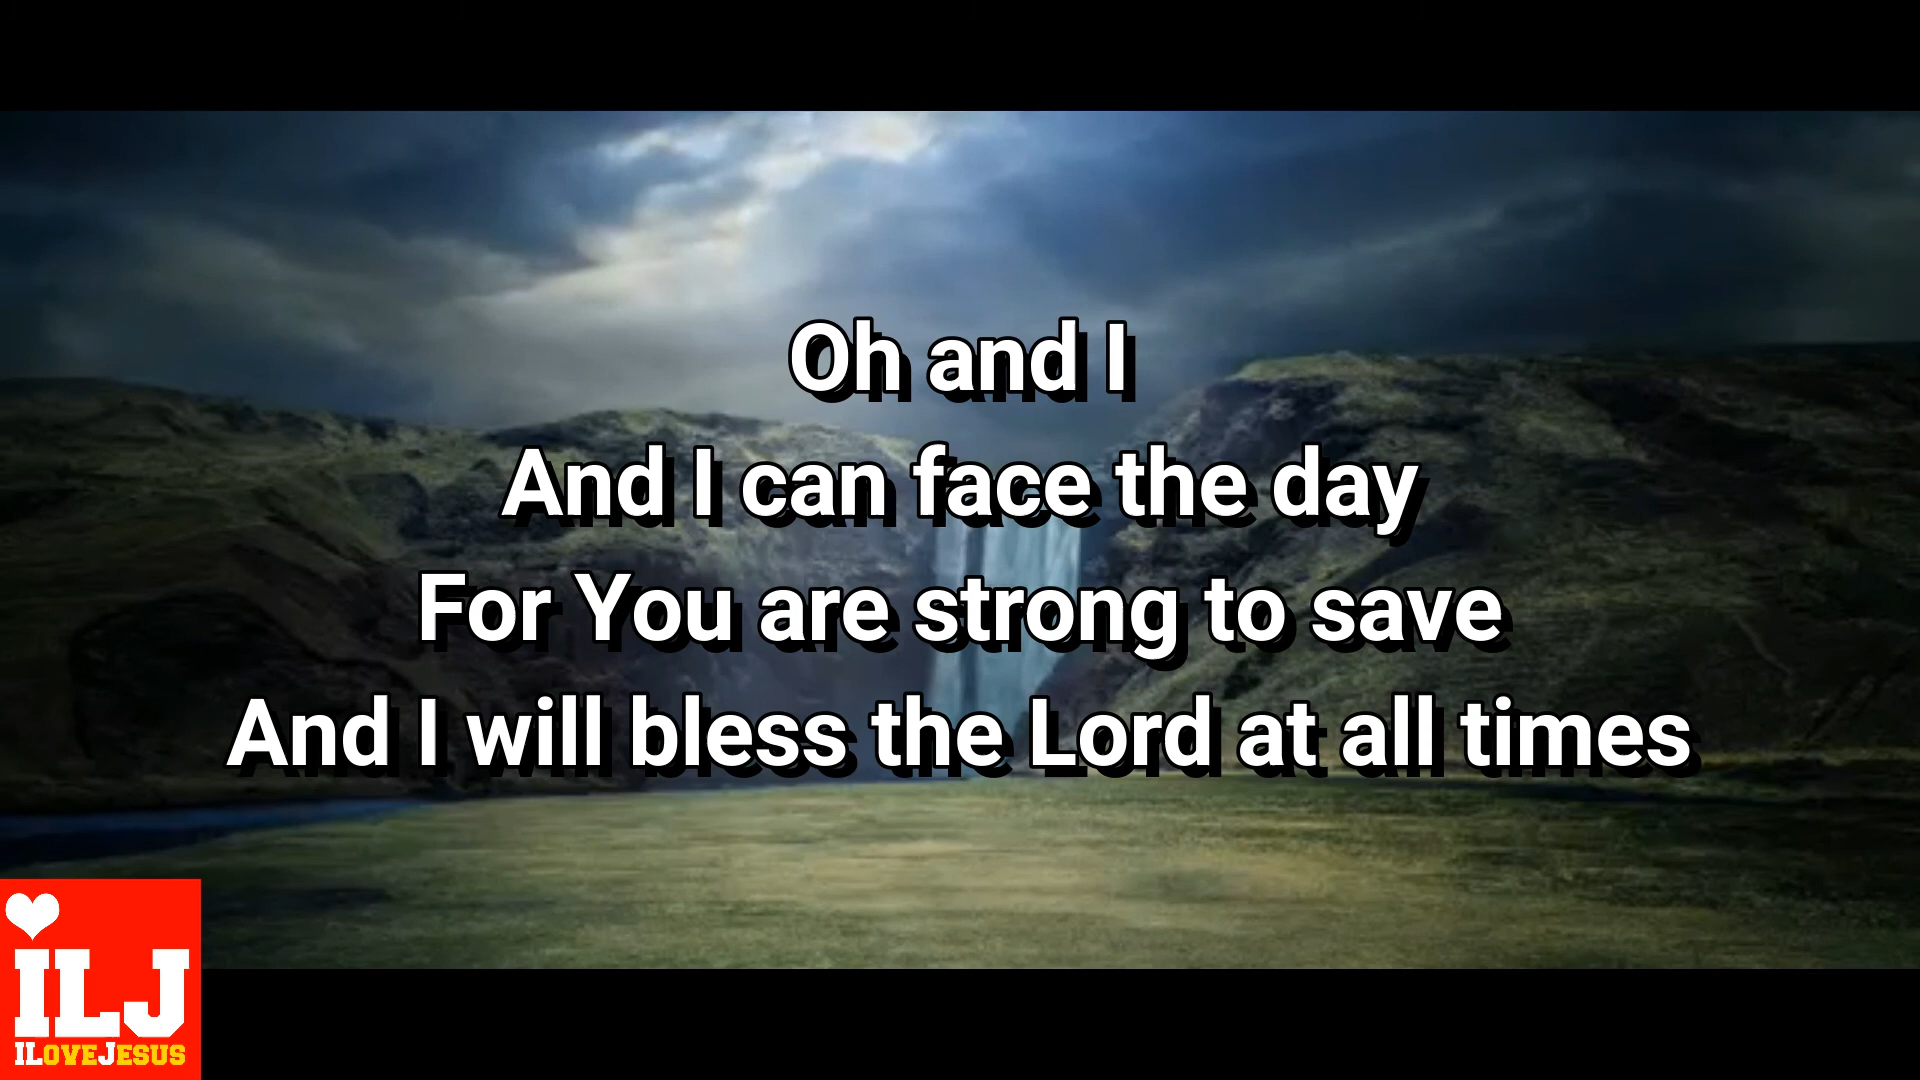 Oh and I
And I can face the day
For You are strong to save
And I will bless the Lord at all times
ILJ
ILOVEJESUS